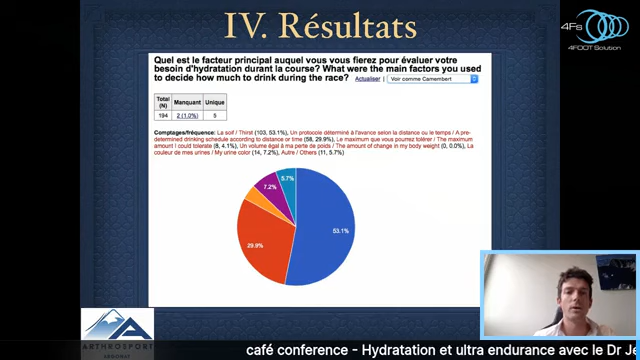 IV. Résultats
4Fs
4FOOT Solution
Quel est le facteur principal auquel vous vous fierez pour évaluer votre
besoin d'hydratation durant la course? What were the main factors you used
to decide how much to drink during the race? Actualiser Voir comme Camembert
Total (N) Manquant Unique
194 2 (1.0%) 5
Comptages/fréquence: La soif / Thirst (103, 53.1%), Un protocole déterminé à l'avance selon la distance ou le temps / A pre-
determined drinking schedule according to distance or time (58, 29.9%), Le maximum que vous pourrez tolérer / The maximum
amount I could tolerate (8, 4.1%), Un volume égal à ma perte de poids / The amount of change in my body weight (0, 0.0%), La
couleur de mes urines / My urine color (14, 7.2%), Autre / Others (11, 5.7%)
5.7%
7.2%
53.1%
29.9%
ARTHROSPORT
café conference - Hydratation et ultra endurance avec le Dr Je